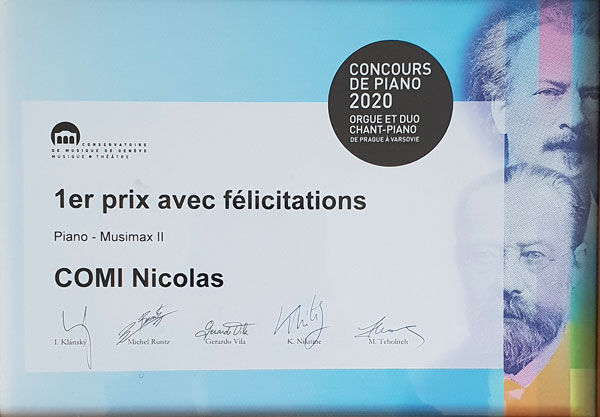 CONCOURS
DE PIANO
2020
ORGUE ET DUO
CHANT-PIANO
DE PRAGUE À VARSOVIE
CONSERVATOIRE
DE MUSIQUE DE GENÈVE
MUSIQUE • THÉÂTRE
1er prix avec félicitations
Piano - Musimax II
COMI Nicolas
I. Klánský Michel Runtz Gerardo Vila K. Nikitine M. Tcholitch